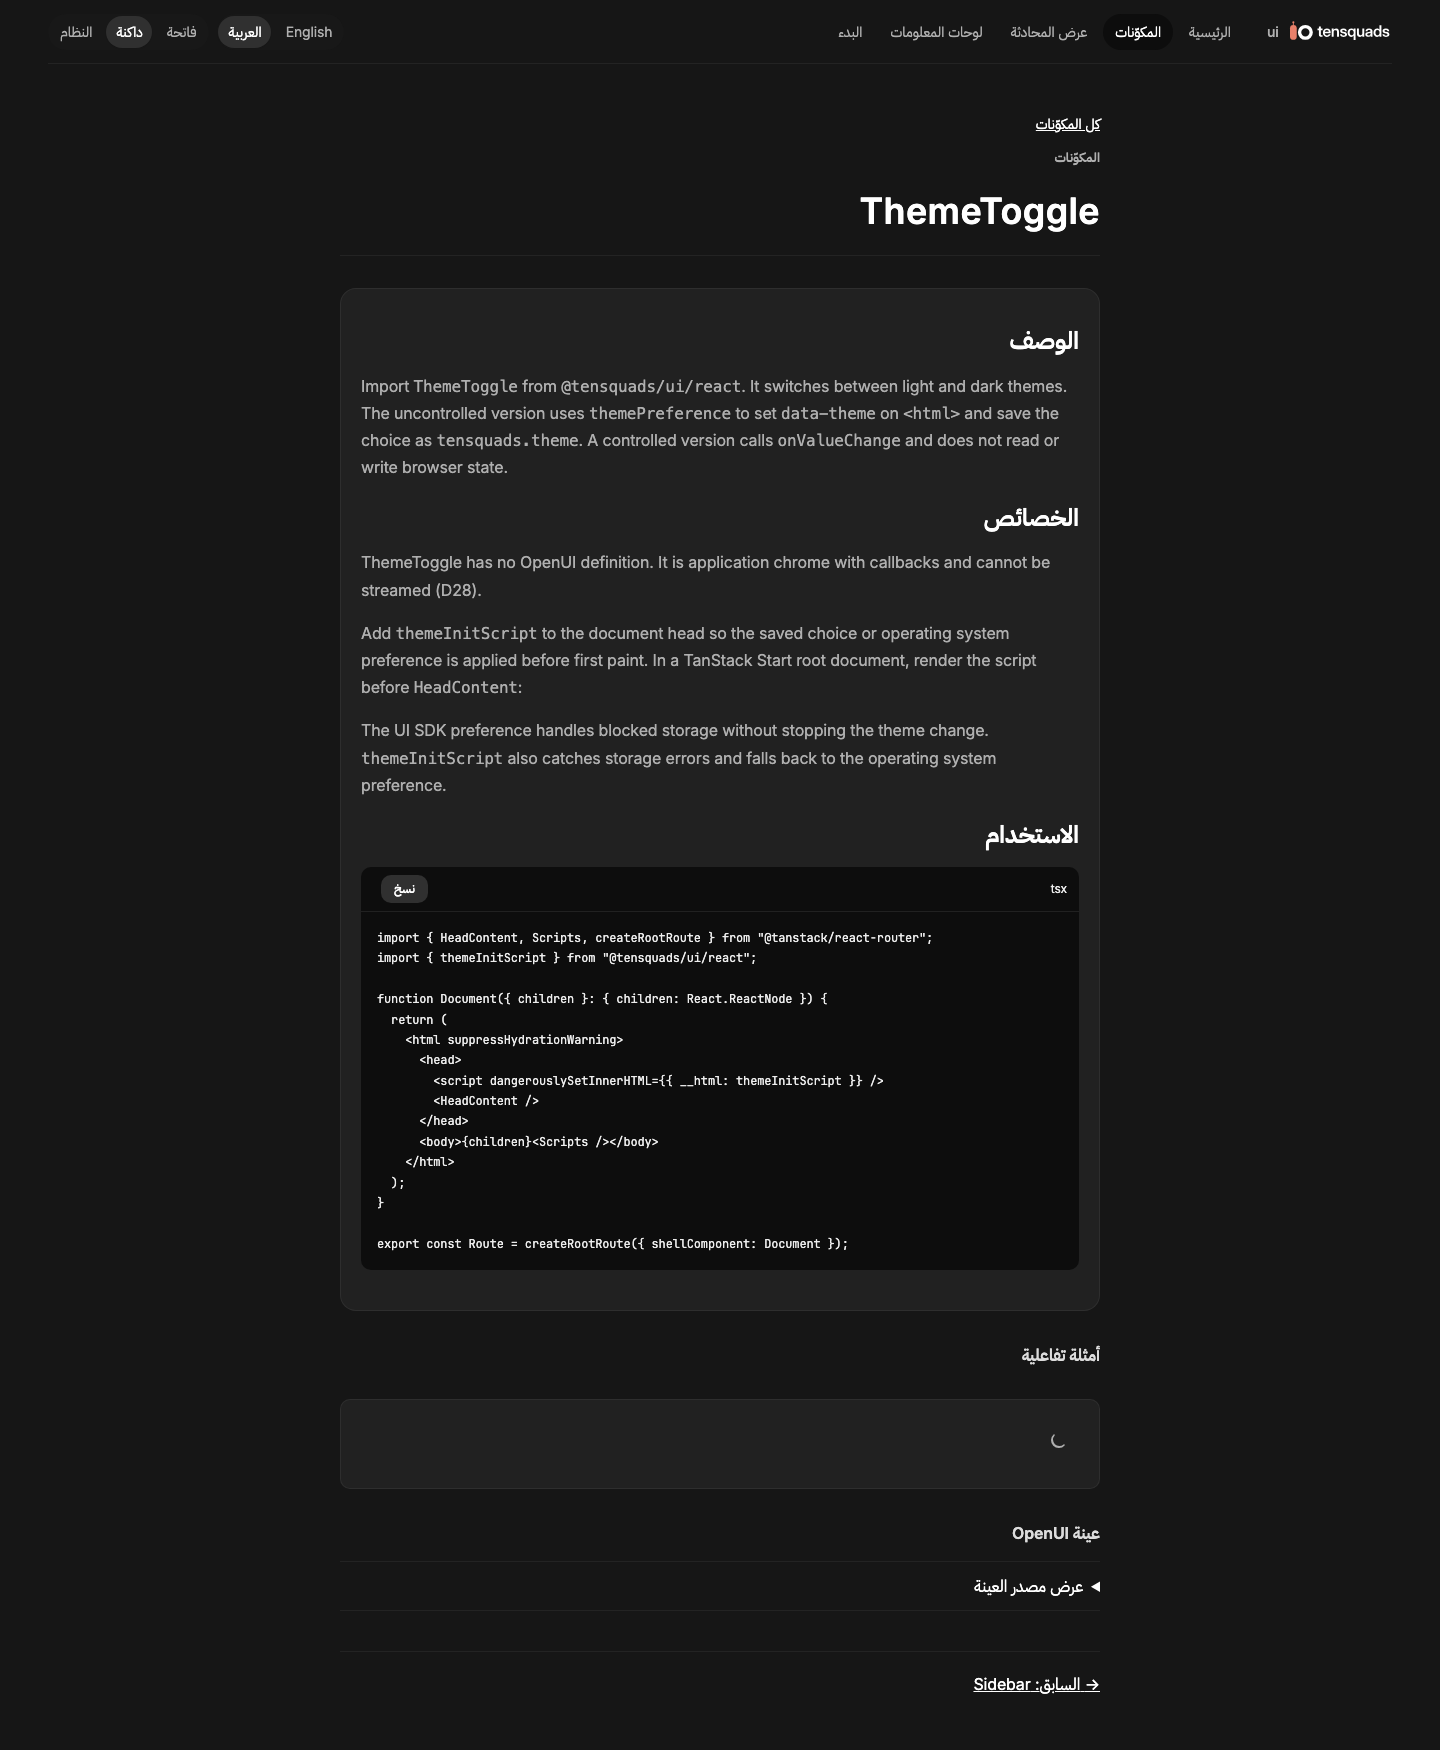 tensquads ui
الرئيسية
المكوّنات
عرض المحادثة
لوحات المعلومات
البدء
English
العربية
فاتحة
داكنة
النظام
كل المكوّنات
المكوّنات
ThemeToggle
الوصف
Import ThemeToggle from @tensquads/ui/react. It switches between light and dark themes.
The uncontrolled version uses themePreference to set data-theme on <html> and save the
choice as tensquads.theme. A controlled version calls onValueChange and does not read or
write browser state.
الخصائص
ThemeToggle has no OpenUI definition. It is application chrome with callbacks and cannot be
streamed (D28).
Add themeInitScript to the document head so the saved choice or operating system
preference is applied before first paint. In a TanStack Start root document, render the script
before HeadContent:
The UI SDK preference handles blocked storage without stopping the theme change.
themeInitScript also catches storage errors and falls back to the operating system
preference.
الاستخدام
tsx
نسخ
import { HeadContent, Scripts, createRootRoute } from "@tanstack/react-router";
import { themeInitScript } from "@tensquads/ui/react";
function Document({ children }: { children: React.ReactNode }) {
  return (
    <html suppressHydrationWarning>
      <head>
        <script dangerouslySetInnerHTML={{ __html: themeInitScript }} />
        <HeadContent />
      </head>
      <body>{children}<Scripts /></body>
    </html>
  );
}
export const Route = createRootRoute({ shellComponent: Document });
أمثلة تفاعلية
عينة OpenUI
عرض مصدر العينة
→ السابق: Sidebar